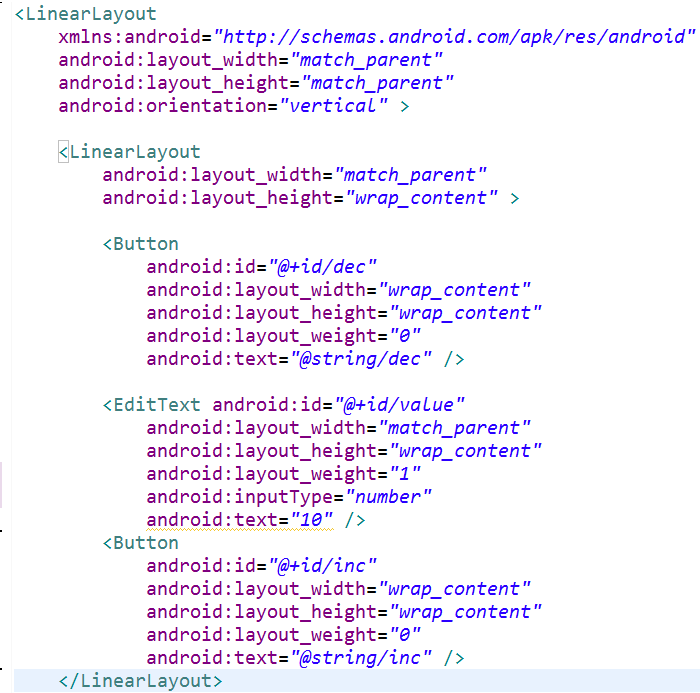 <LinearLayout
    xmlns:android="http://schemas.android.com/apk/res/android"
    android:layout_width="match_parent"
    android:layout_height="match_parent"
    android:orientation="vertical" >

    <LinearLayout
        android:layout_width="match_parent"
        android:layout_height="wrap_content" >

        <Button
            android:id="@+id/dec"
            android:layout_width="wrap_content"
            android:layout_height="wrap_content"
            android:layout_weight="0"
            android:text="@string/dec" />

        <EditText android:id="@+id/value"
            android:layout_width="match_parent"
            android:layout_height="wrap_content"
            android:layout_weight="1"
            android:inputType="number"
            android:text="10" />
        <Button
            android:id="@+id/inc"
            android:layout_width="wrap_content"
            android:layout_height="wrap_content"
            android:layout_weight="0"
            android:text="@string/inc" />
    </LinearLayout>